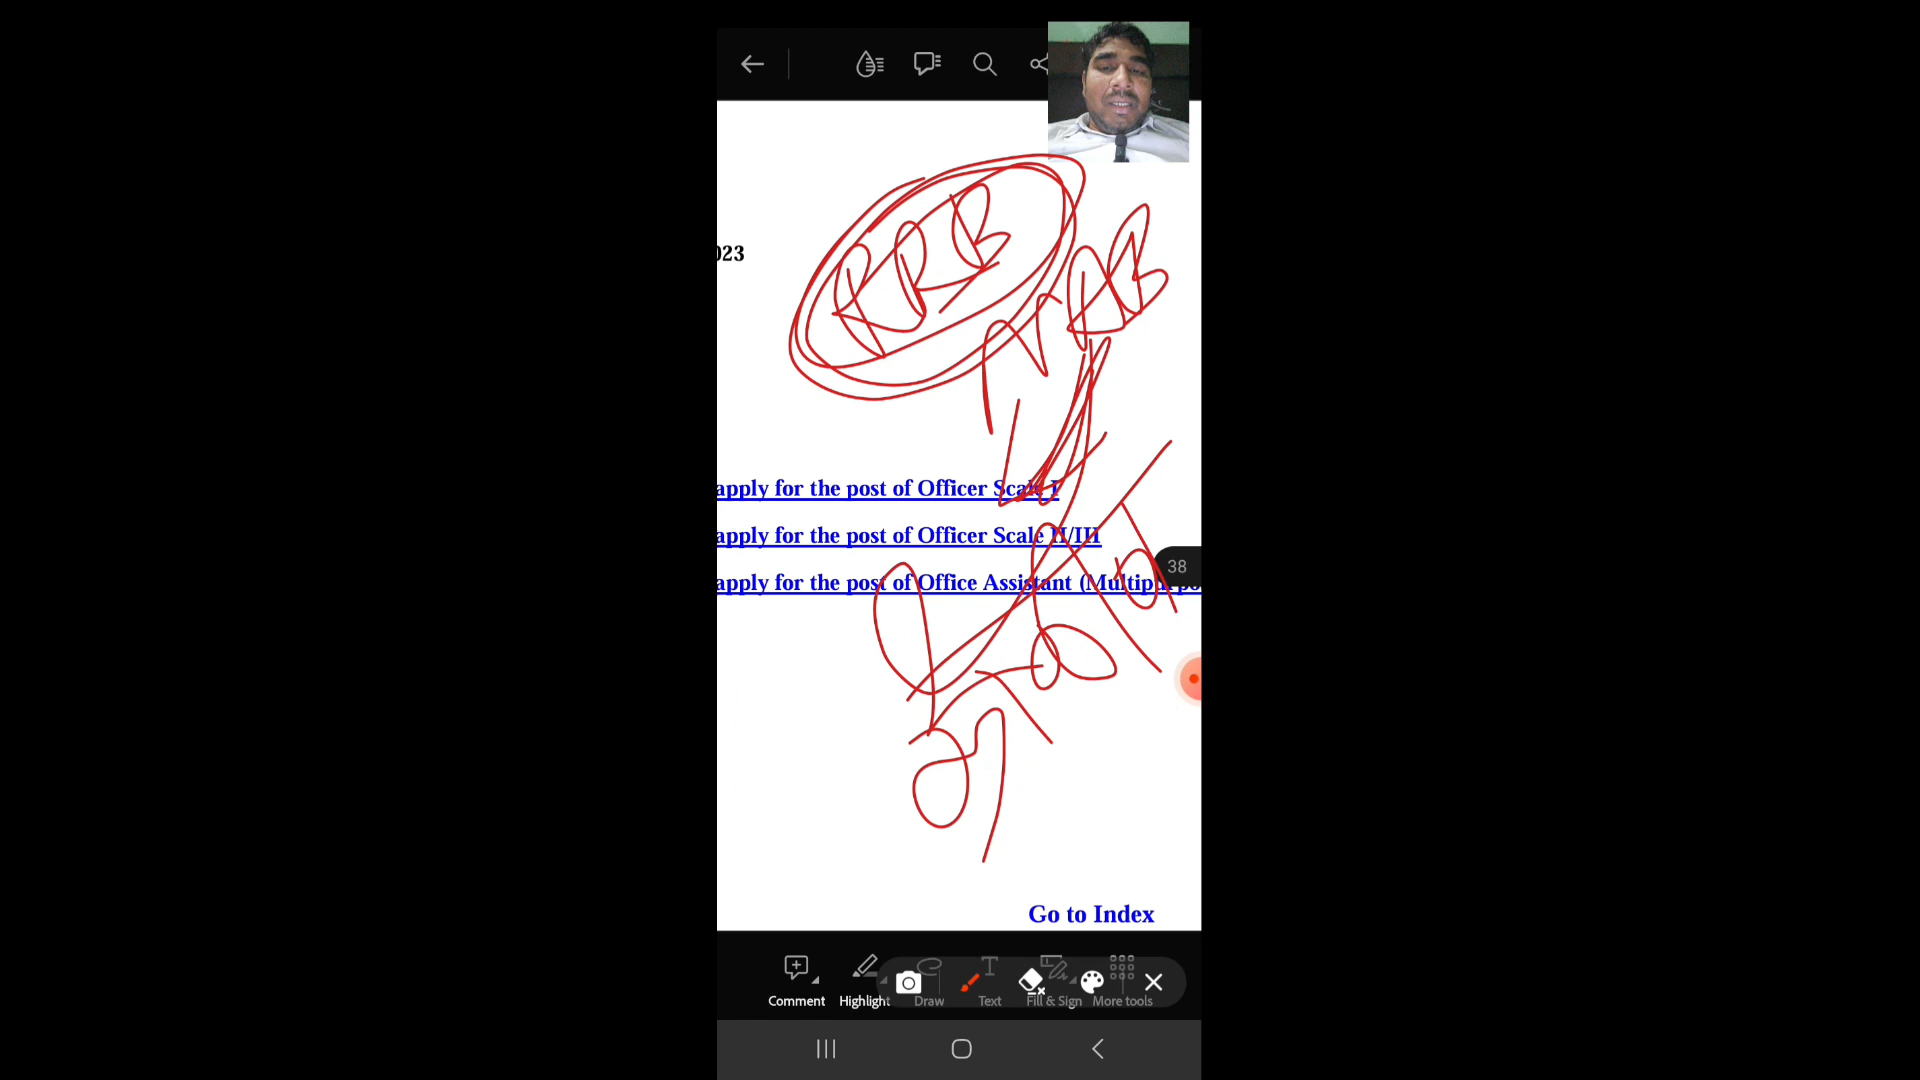 023
RRB
apply for the post of Officer Scale I
apply for the post of Officer Scale II/III
38
apply for the post of Office Assistant (Multipurpo
Go to Index
Comment Highlight Draw Text Fill & Sign More tools